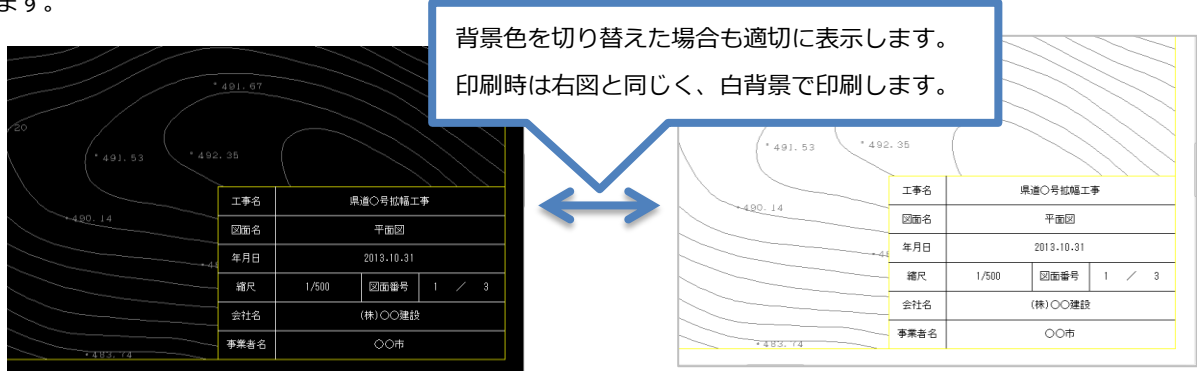 ます。
背景色を切り替えた場合も適切に表示します。
印刷時は右図と同じく、白背景で印刷します。
491.67
20
491.53
492.35
490.14
483.74
工事名 県道○号拡幅工事
図面名 平面図
年月日 2013.10.31
縮尺 1/500 図面番号 1 ／ 3
会社名 (株)○○建設
事業者名 ○○市
491.53
492.35
490.14
483.74
工事名 県道○号拡幅工事
図面名 平面図
年月日 2013.10.31
縮尺 1/500 図面番号 1 ／ 3
会社名 (株)○○建設
事業者名 ○○市